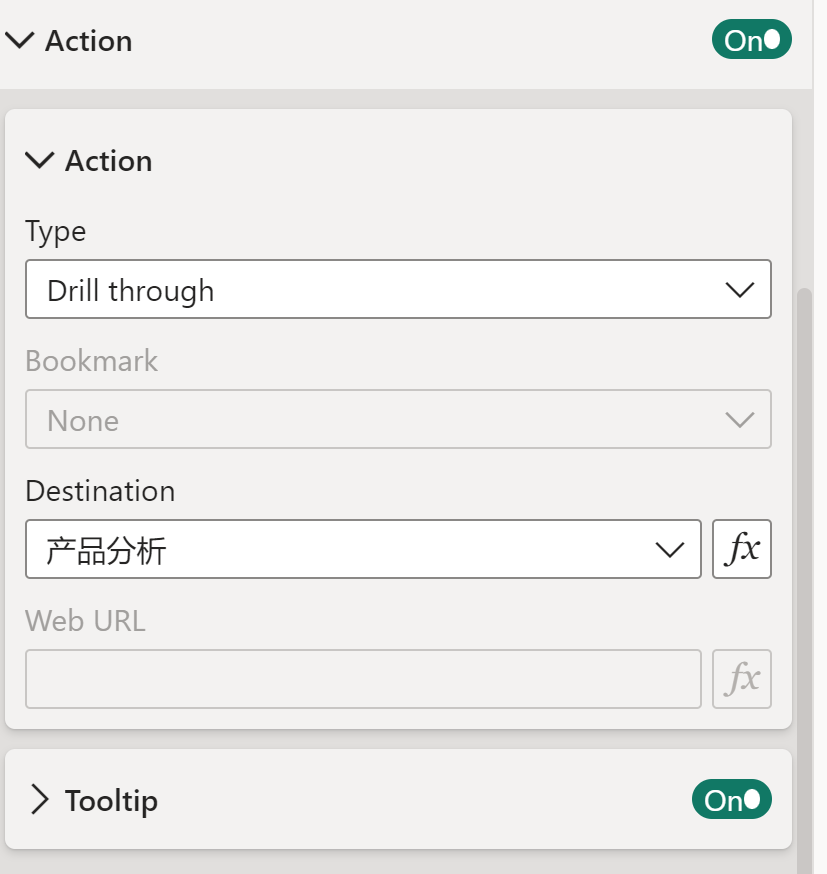 Action
On
Action
Type
Drill through
Bookmark
None
Destination
产品分析
fx
Web URL
fx
Tooltip
On